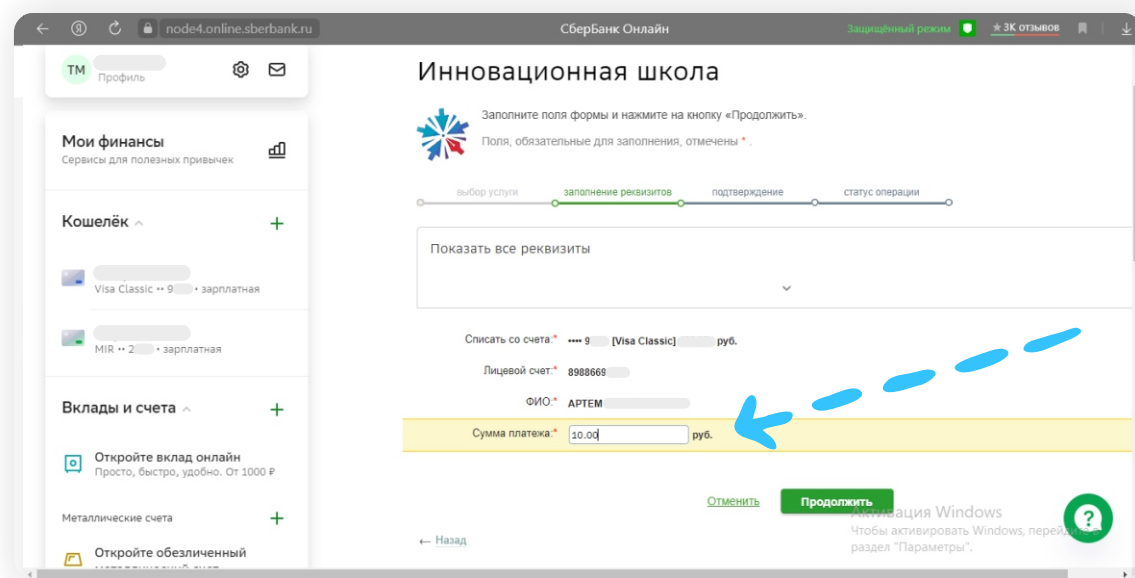 node4.online.sberbank.ru
СберБанк Онлайн
Защищённый режим
★ 3К отзывов
ТМ
Профиль
Мои финансы
Сервисы для полезных привычек
Кошелёк
+
Visa Classic •• 9 • зарплатная
MIR •• 2 • зарплатная
Вклады и счета
+
Откройте вклад онлайн
Просто, быстро, удобно. От 1000 ₽
Металлические счета
+
Откройте обезличенный
металлический счет
Инновационная школа
Заполните поля формы и нажмите на кнопку «Продолжить».
Поля, обязательные для заполнения, отмечены * .
выбор услуги заполнение реквизитов подтверждение статус операции
Показать все реквизиты
Списать со счета:* •••• 9 [Visa Classic] руб.
Лицевой счет:* 8988669
ФИО:* АРТЕМ
Сумма платежа:* 10.00 руб.
Отменить Продолжить
← Назад
Активация Windows
Чтобы активировать Windows, перейдите в
раздел "Параметры".
?